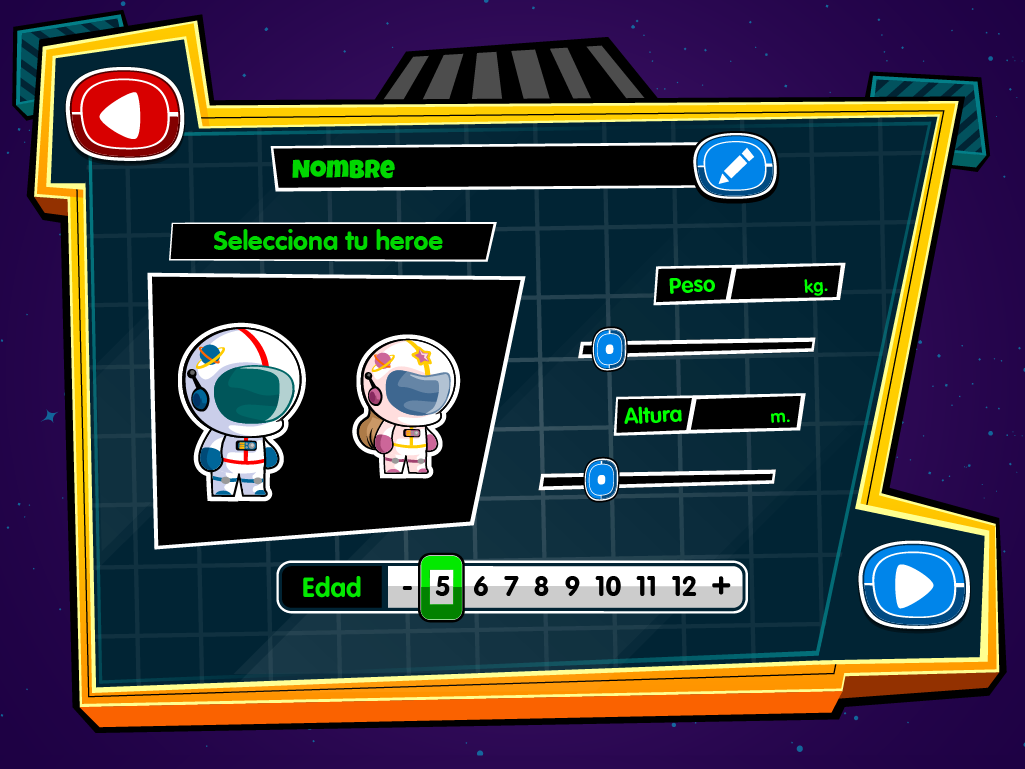 NOMBRE
Selecciona tu heroe
Peso kg.
Altura m.
Edad - 5 6 7 8 9 10 11 12 +